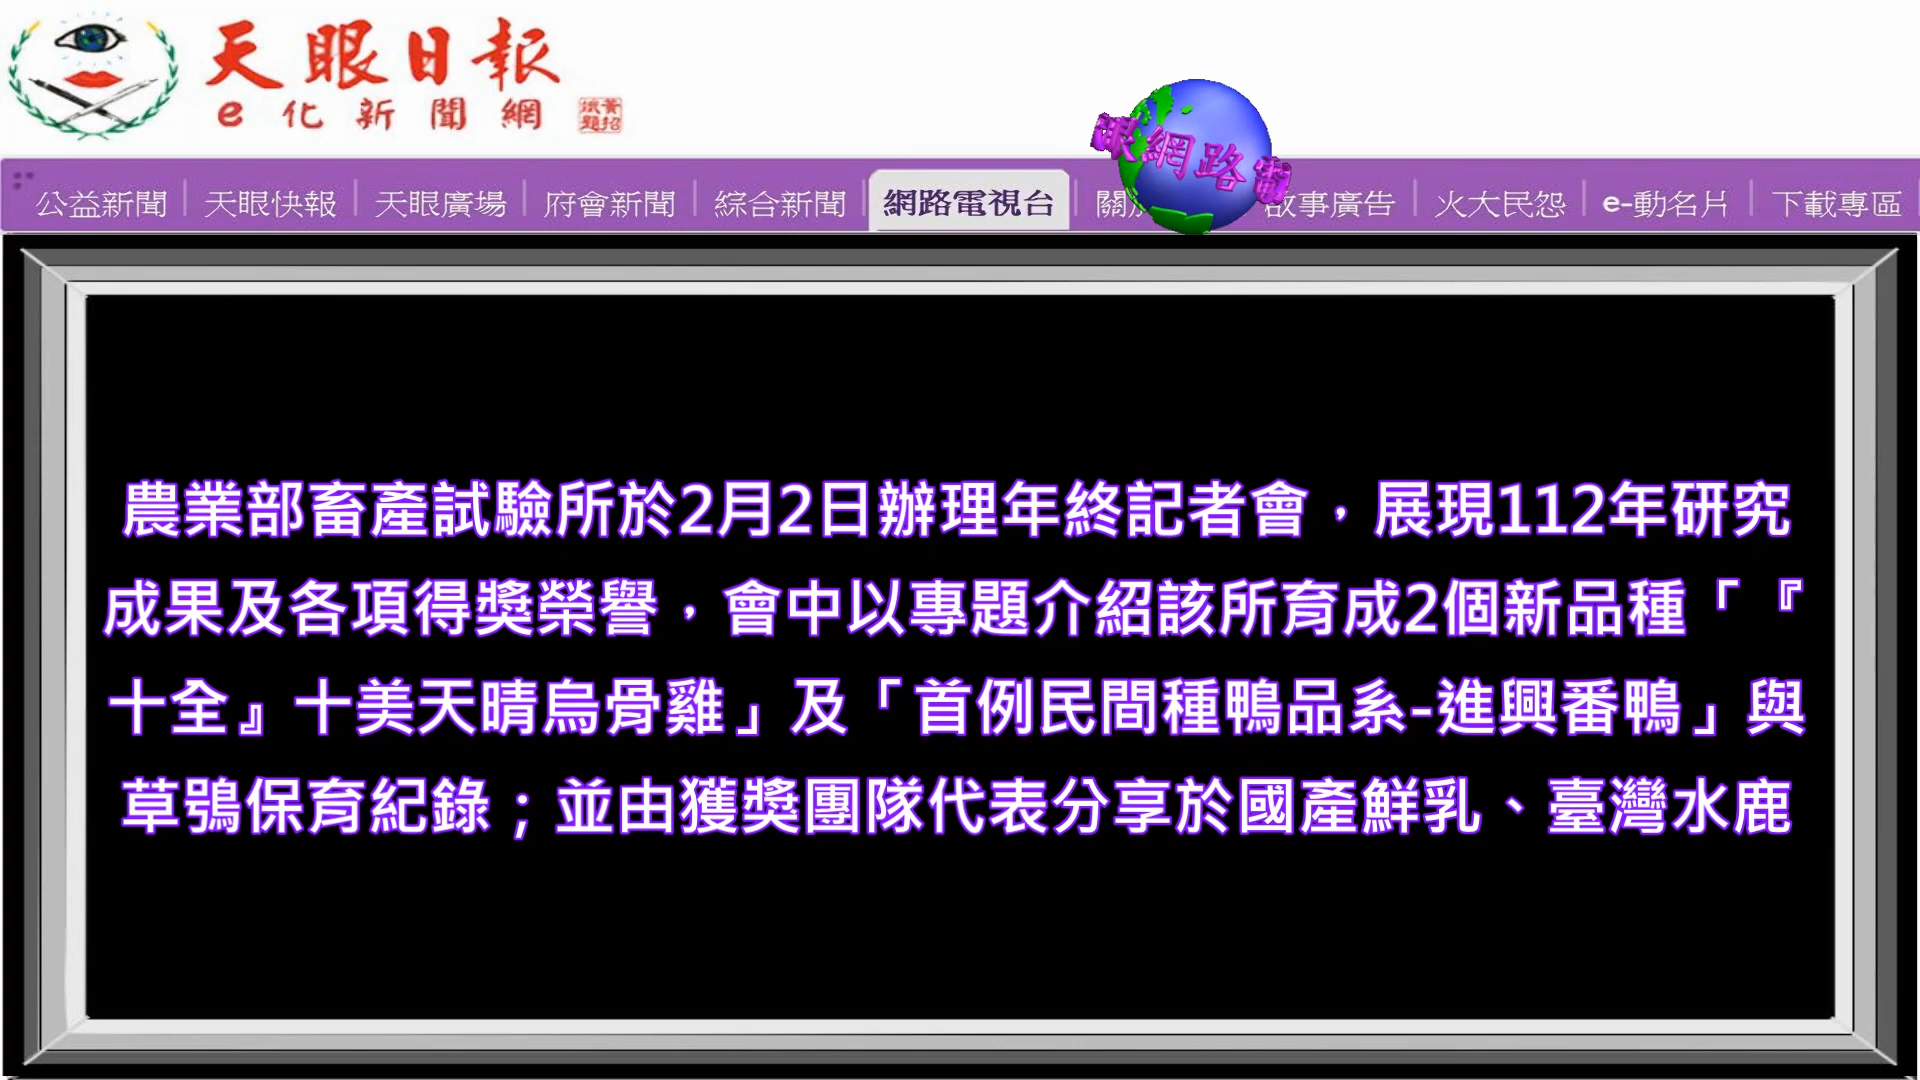 天眼日報
e化新聞網
公益新聞 天眼快報 天眼廣場 府會新聞 綜合新聞 網路電視台 關於 故事廣告 火大民怨 e-動名片 下載專區
眼網路電
農業部畜產試驗所於2月2日辦理年終記者會，展現112年研究
成果及各項得獎榮譽，會中以專題介紹該所育成2個新品種「『
十全』十美天晴烏骨雞」及「首例民間種鴨品系-進興番鴨」與
草鴞保育紀錄；並由獲獎團隊代表分享於國產鮮乳、臺灣水鹿